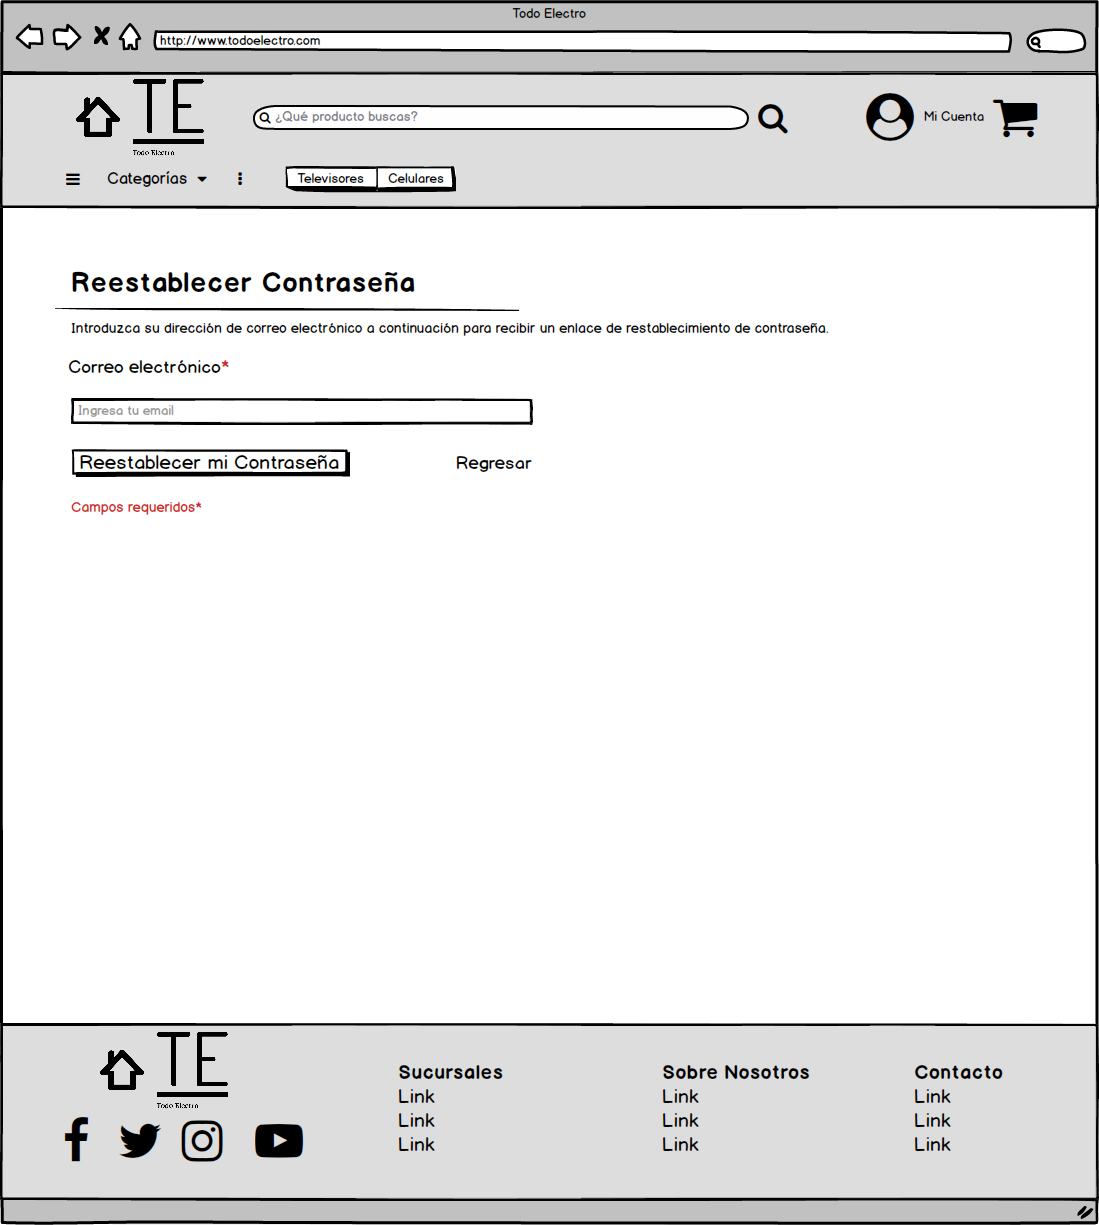 Todo Electro
http://www.todoelectro.com
TE
Todo Electro
¿Qué producto buscas?
Mi Cuenta
Categorías
Televisores
Celulares
Reestablecer Contraseña
Introduzca su dirección de correo electrónico a continuación para recibir un enlace de restablecimiento de contraseña.
Correo electrónico*
Ingresa tu email
Reestablecer mi Contraseña
Regresar
Campos requeridos*
TE
Todo Electro
Sucursales
Link
Link
Link
Sobre Nosotros
Link
Link
Link
Contacto
Link
Link
Link